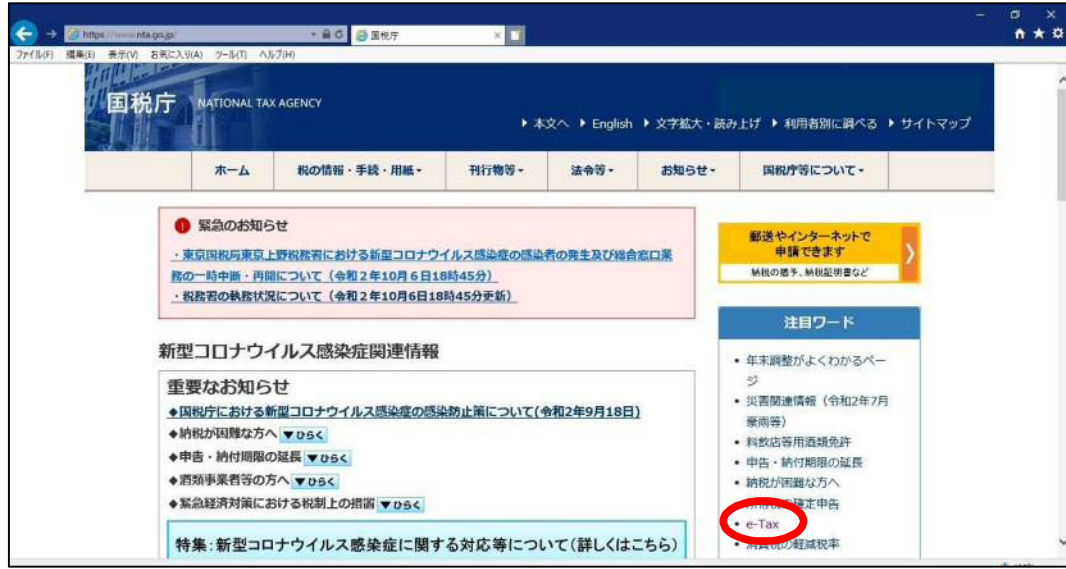 https://www.nta.go.jp/
国税庁
ファイル(F) 編集(E) 表示(V) お気に入り(A) ツール(T) ヘルプ(H)
国税庁 NATIONAL TAX AGENCY
本文へ English 文字拡大・読み上げ 利用者別に調べる サイトマップ
ホーム 税の情報・手続・用紙 刊行物等 法令等 お知らせ 国税庁等について
緊急のお知らせ
・東京国税局東京上野税務署における新型コロナウイルス感染症の感染者の発生及び総合窓口業
務の一時中断・再開について（令和2年10月6日18時45分）
・税務署の執務状況について（令和2年10月6日18時45分更新）
新型コロナウイルス感染症関連情報
重要なお知らせ
◆国税庁における新型コロナウイルス感染症の感染防止策について(令和2年9月18日)
◆納税が困難な方へ ▼ひらく
◆申告・納付期限の延長 ▼ひらく
◆酒類事業者等の方へ ▼ひらく
◆緊急経済対策における税制上の措置 ▼ひらく
特集:新型コロナウイルス感染症に関する対応等について(詳しくはこちら)
郵送やインターネットで
申請できます
納税の猶予、納税証明書など
注目ワード
• 年末調整がよくわかるペー
ジ
• 災害関連情報（令和2年7月
豪雨等）
• 料飲店等用酒類免許
• 申告・納付期限の延長
• 納税が困難な方へ
確定申告
• e-Tax
• 消費税の軽減税率